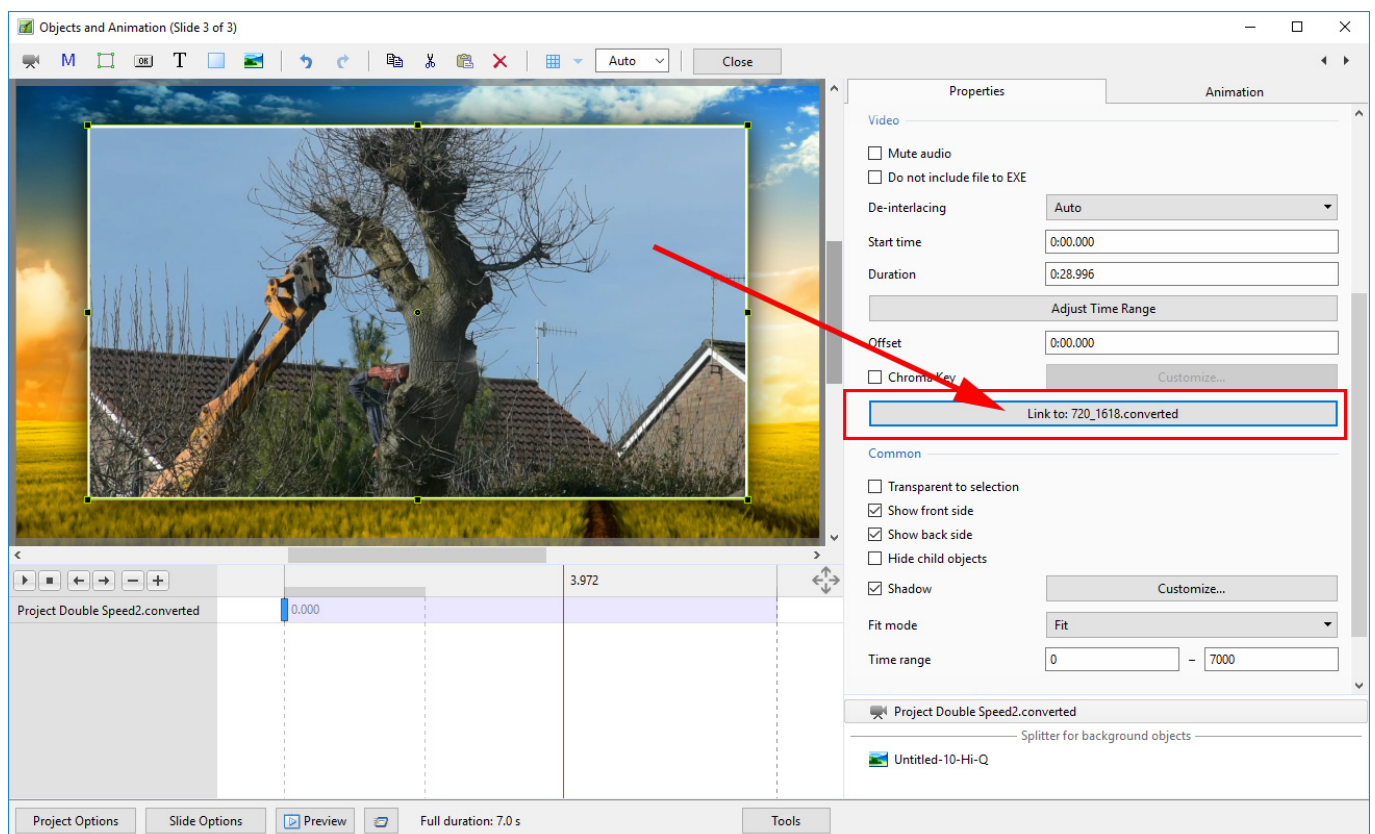 Objects and Animation (Slide 3 of 3)
M OK T Auto Close
Properties Animation
Video
Mute audio
Do not include file to EXE
De-interlacing Auto
Start time 0:00.000
Duration 0:28.996
Adjust Time Range
Offset 0:00.000
Chroma Key Customize...
Link to: 720_1618.converted
Common
Transparent to selection
Show front side
Show back side
Hide child objects
Shadow Customize...
Fit mode Fit
Time range 0 – 7000
3.972
Project Double Speed2.converted 0.000
Project Double Speed2.converted
Splitter for background objects
Untitled-10-Hi-Q
Project Options Slide Options Preview Full duration: 7.0 s Tools